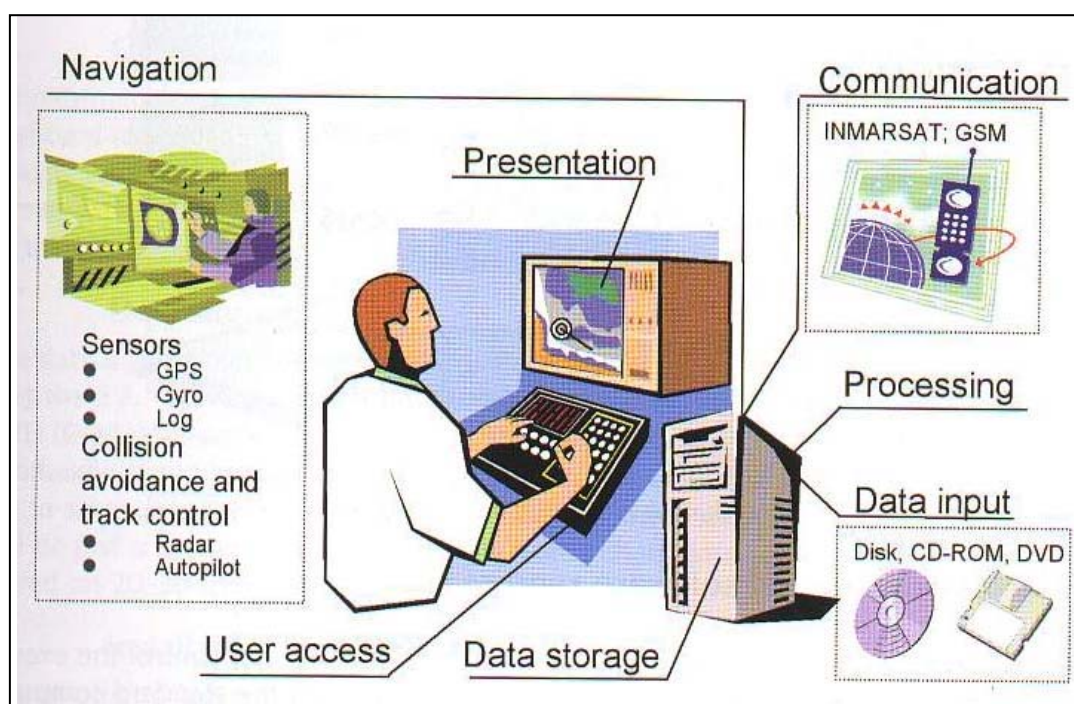 Navigation
Communication
INMARSAT; GSM
Presentation
Sensors
• GPS
• Gyro
• Log
Collision
avoidance and
track control
• Radar
• Autopilot
Processing
Data input
Disk, CD-ROM, DVD
User access
Data storage